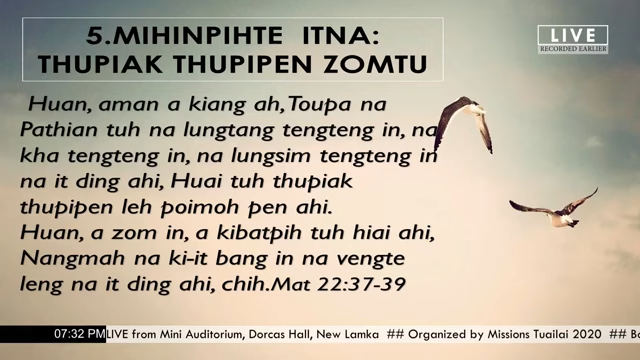 5.MIHINPIHTE ITNA:
THUPIAK THUPIPEN ZOMTU
LIVE
RECORDED EARLIER
Huan, aman a kiang ah,Toupa na
Pathian tuh na lungtang tengteng in, na
kha tengteng in, na lungsim tengteng in
na it ding ahi, Huai tuh thupiak
thupipen leh poimoh pen ahi.
Huan, a zom in, a kibatpih tuh hiai ahi,
Nangmah na ki-it bang in na vengte
leng na it ding ahi, chih.Mat 22:37-39
07:32 PM LIVE from Mini Auditorium, Dorcas Hall, New Lamka ## Organized by Missions Tuailai 2020 ##